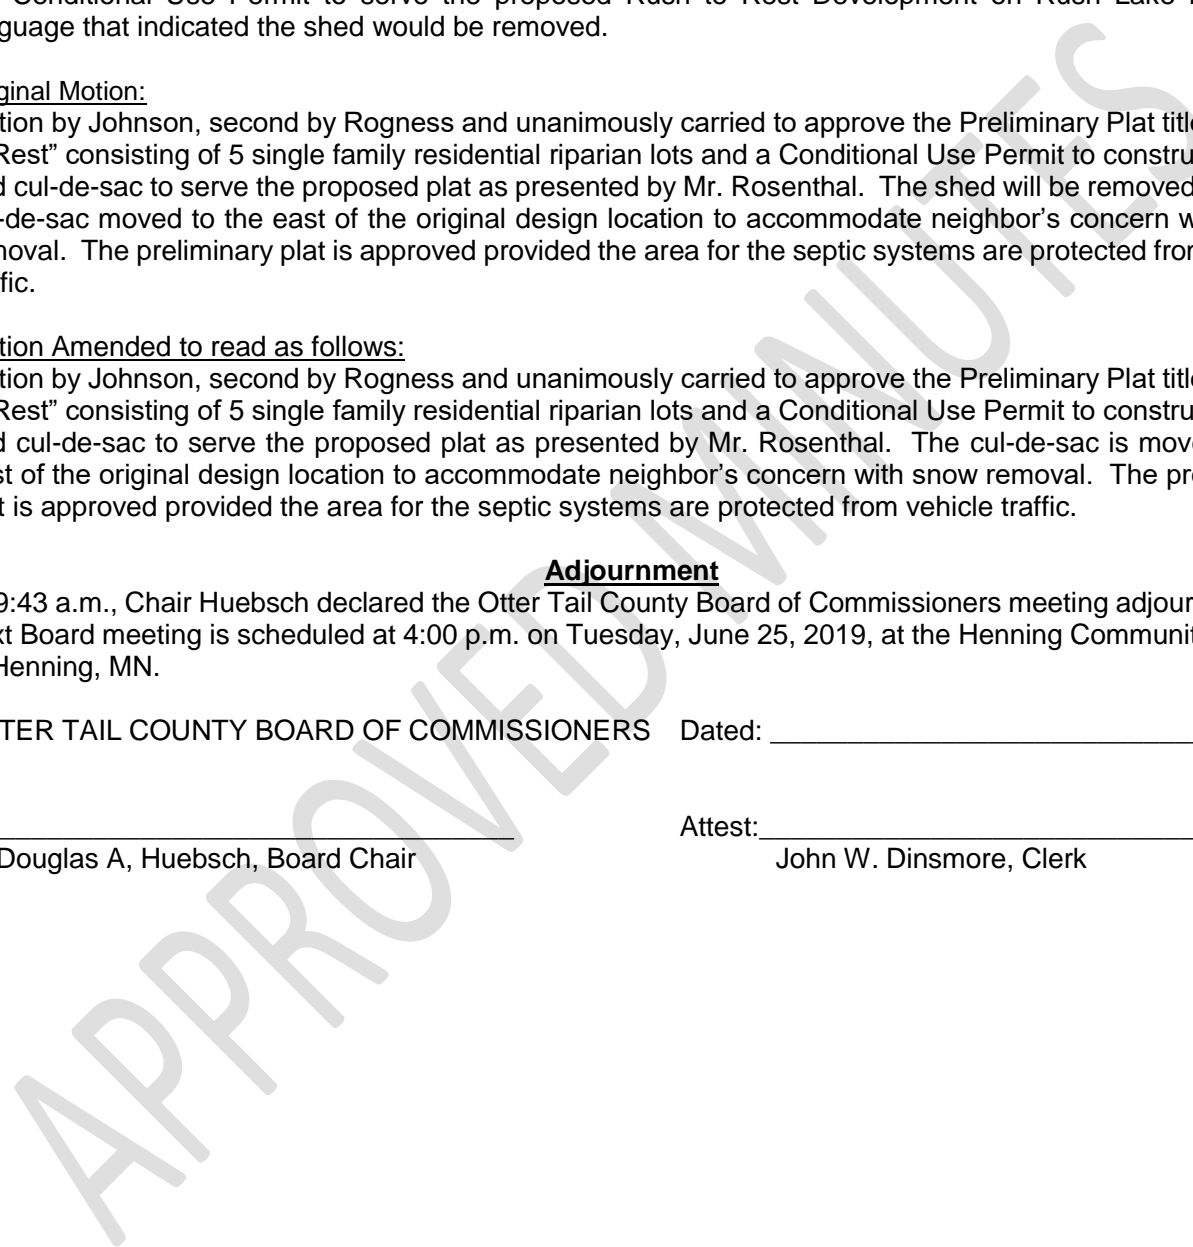 Conditional Use Permit to serve the proposed Rush to Rest Development on Rush Lake
guage that indicated the shed would be removed.
ginal Motion:
tion by Johnson, second by Rogness and unanimously carried to approve the Preliminary Plat title
Rest” consisting of 5 single family residential riparian lots and a Conditional Use Permit to constru
d cul-de-sac to serve the proposed plat as presented by Mr. Rosenthal. The shed will be removed
-de-sac moved to the east of the original design location to accommodate neighbor’s concern w
noval. The preliminary plat is approved provided the area for the septic systems are protected from
fic.
tion Amended to read as follows:
tion by Johnson, second by Rogness and unanimously carried to approve the Preliminary Plat title
Rest” consisting of 5 single family residential riparian lots and a Conditional Use Permit to constru
d cul-de-sac to serve the proposed plat as presented by Mr. Rosenthal. The cul-de-sac is move
st of the original design location to accommodate neighbor’s concern with snow removal. The pre
t is approved provided the area for the septic systems are protected from vehicle traffic.
Adjournment
9:43 a.m., Chair Huebsch declared the Otter Tail County Board of Commissioners meeting adjour
xt Board meeting is scheduled at 4:00 p.m. on Tuesday, June 25, 2019, at the Henning Communit
Henning, MN.
TER TAIL COUNTY BOARD OF COMMISSIONERS Dated: ____________________________
__________________________________ Attest:____________________________
Douglas A, Huebsch, Board Chair John W. Dinsmore, Clerk
APPROVED MINUTES